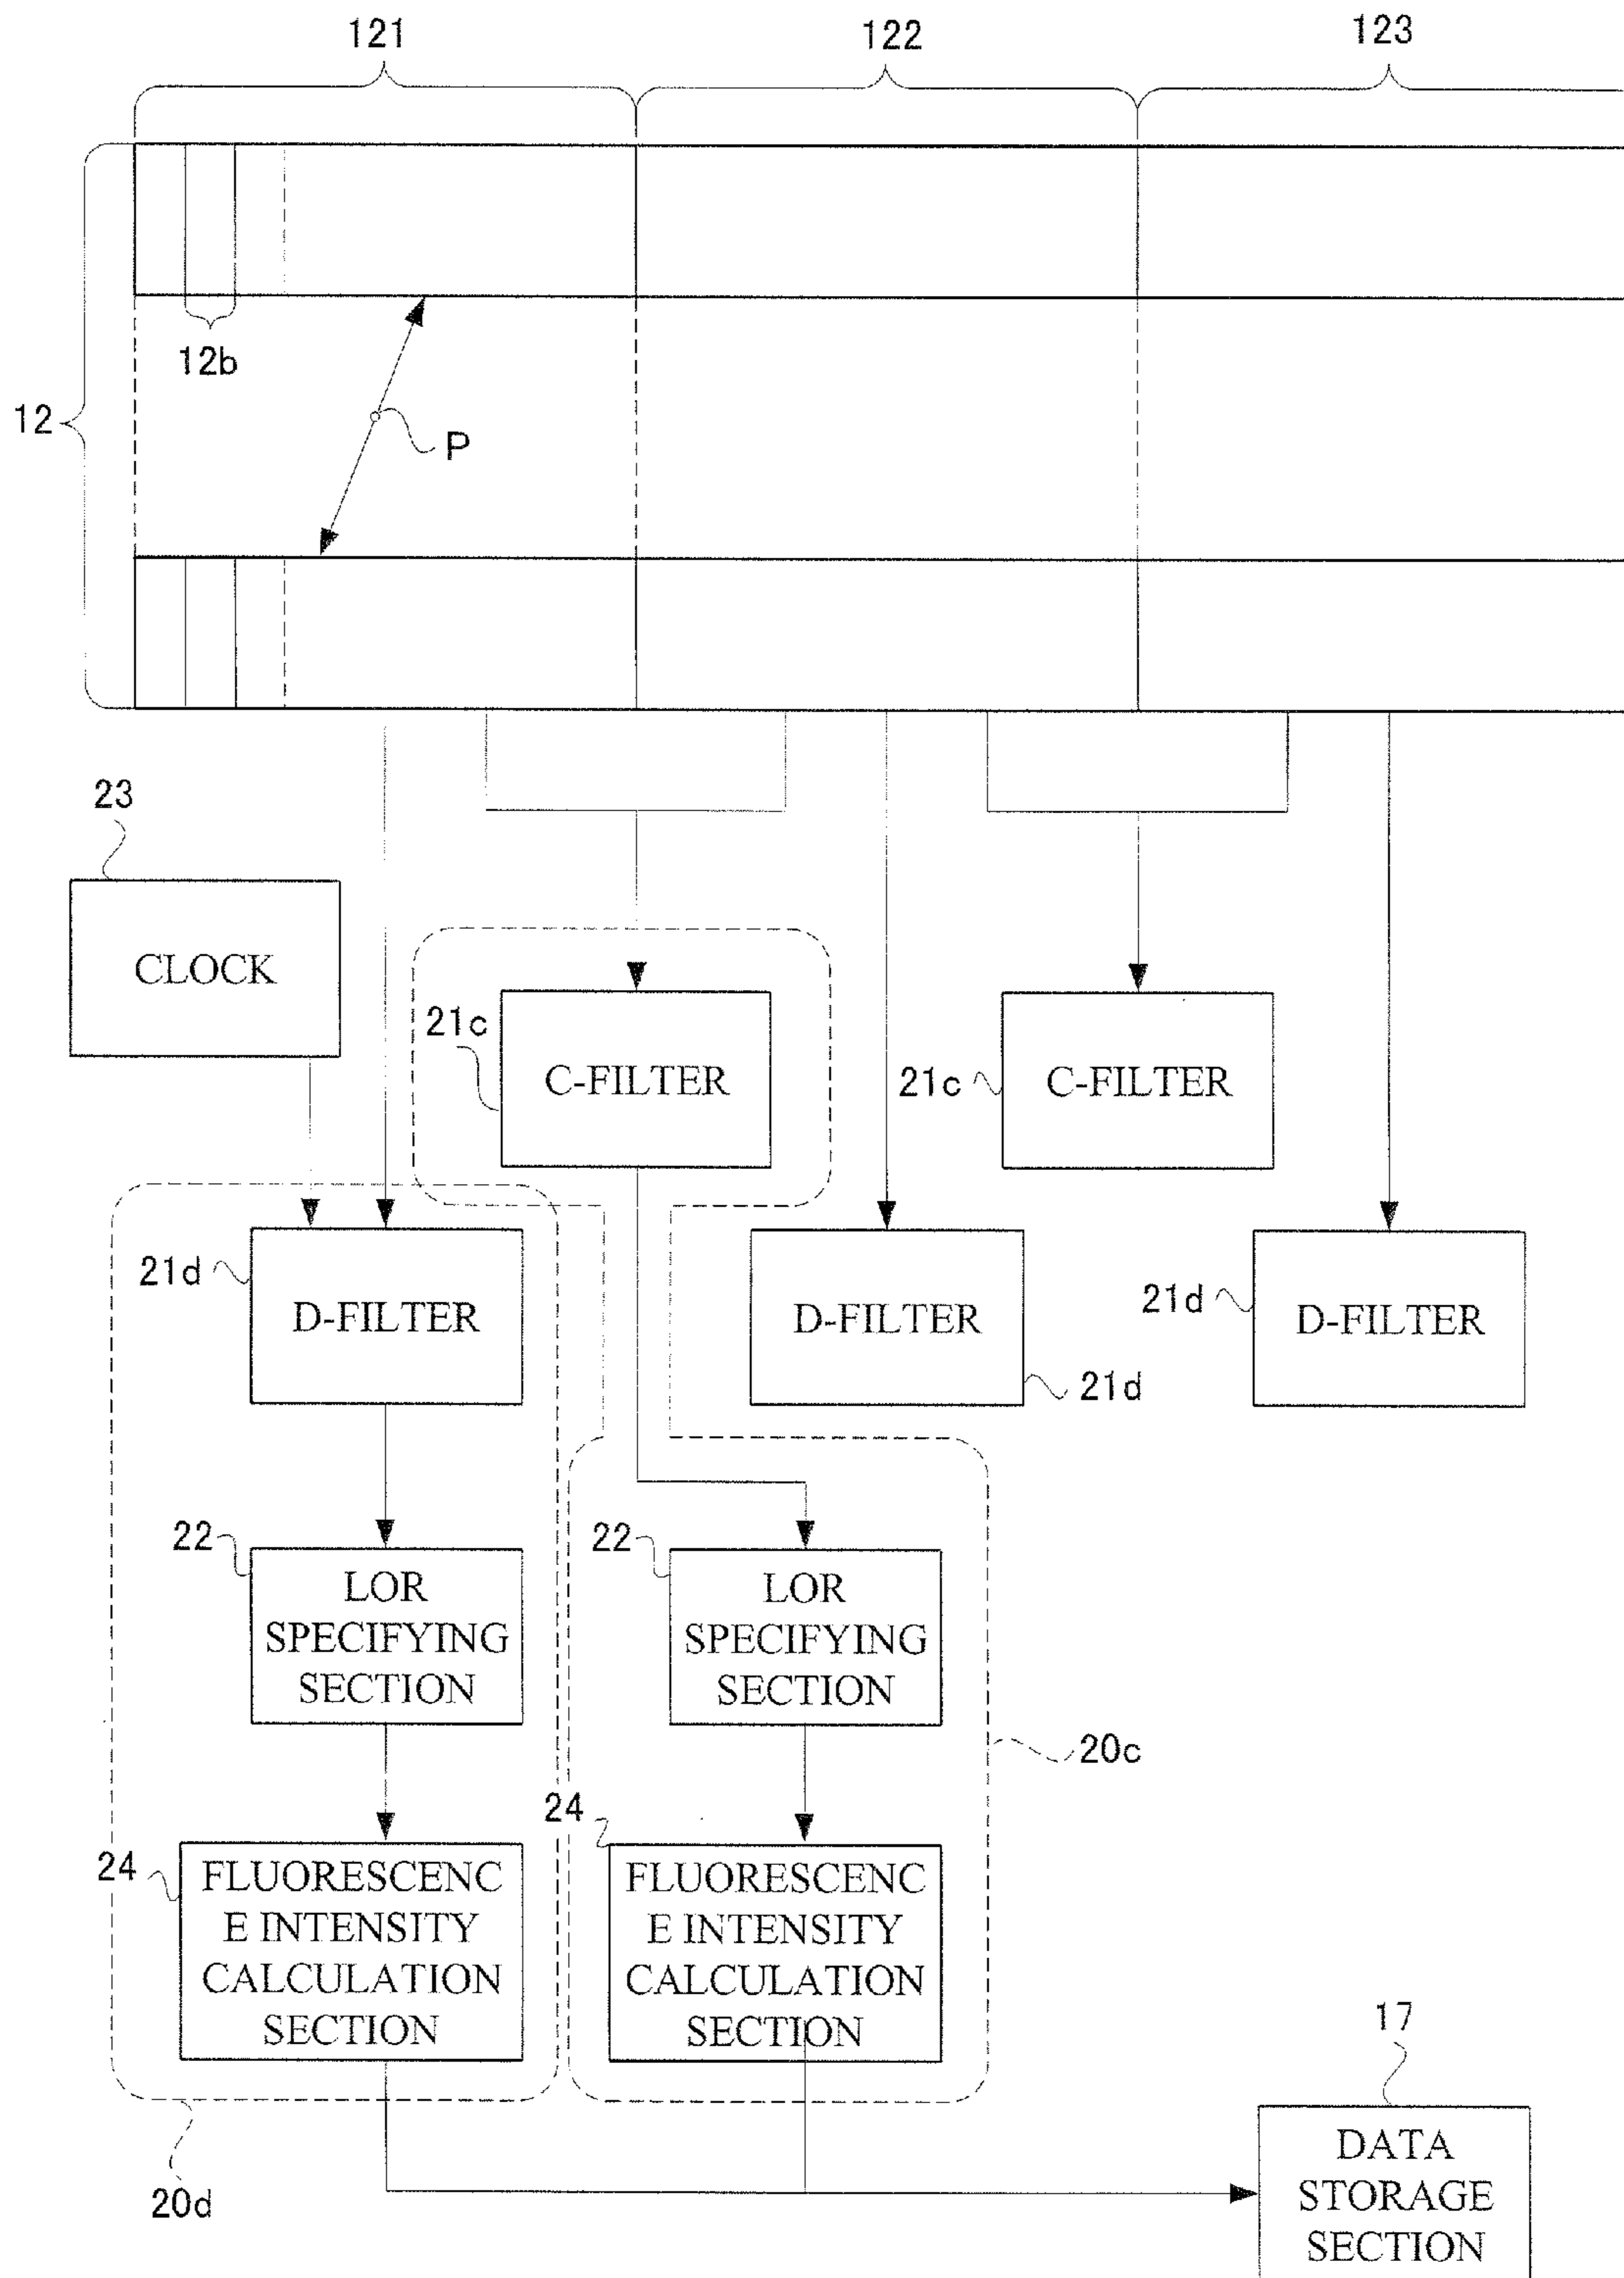 121
122
123
12b
12
P
23
CLOCK
21c
C-FILTER
21c
C-FILTER
21d
D-FILTER
D-FILTER
21d
21d
D-FILTER
22
LOR
SPECIFYING
SECTION
22
LOR
SPECIFYING
SECTION
20c
24
FLUORESCENC
E INTENSITY
CALCULATION
SECTION
24
FLUORESCENC
E INTENSITY
CALCULATION
SECTION
20d
17
DATA
STORAGE
SECTION